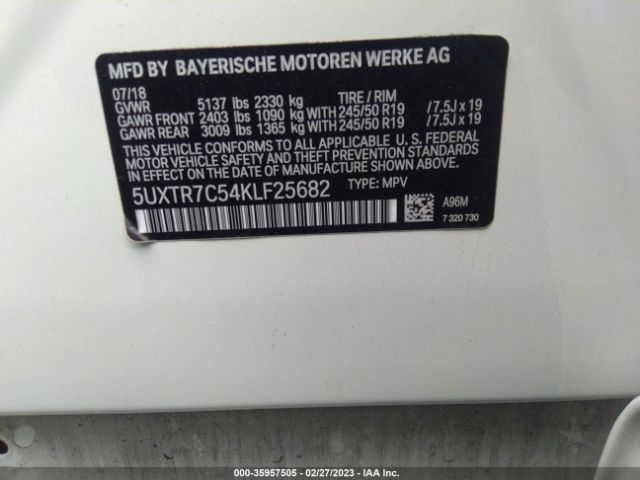 MFD BY BAYERISCHE MOTOREN WERKE AG
07/18
GVWR 5137 lbs 2330 kg TIRE / RIM
GAWR FRONT 2403 lbs 1090 kg WITH 245/50 R19 /7.5J x 19
GAWR REAR 3009 lbs 1365 kg WITH 245/50 R19 /7.5J x 19
THIS VEHICLE CONFORMS TO ALL APPLICABLE U. S. FEDERAL
MOTOR VEHICLE SAFETY, BUMPER, AND THEFT PREVENTION
STANDARDS IN EFFECT ON THE DATE OF MANUFACTURE SHOWN ABOVE.
5UXTR7C54KLF25682 TYPE: MPV
A96M
7 320 730
000-35957505 - 02/27/2023 - IAA Inc.